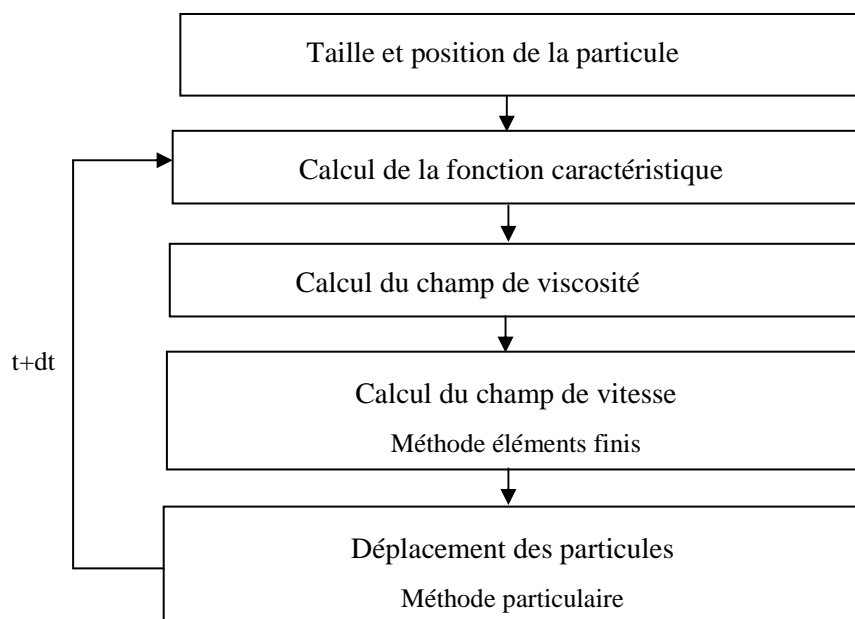 Taille et position de la particule
Calcul de la fonction caractéristique
Calcul du champ de viscosité
t+dt
Calcul du champ de vitesse
Méthode éléments finis
Déplacement des particules
Méthode particulaire